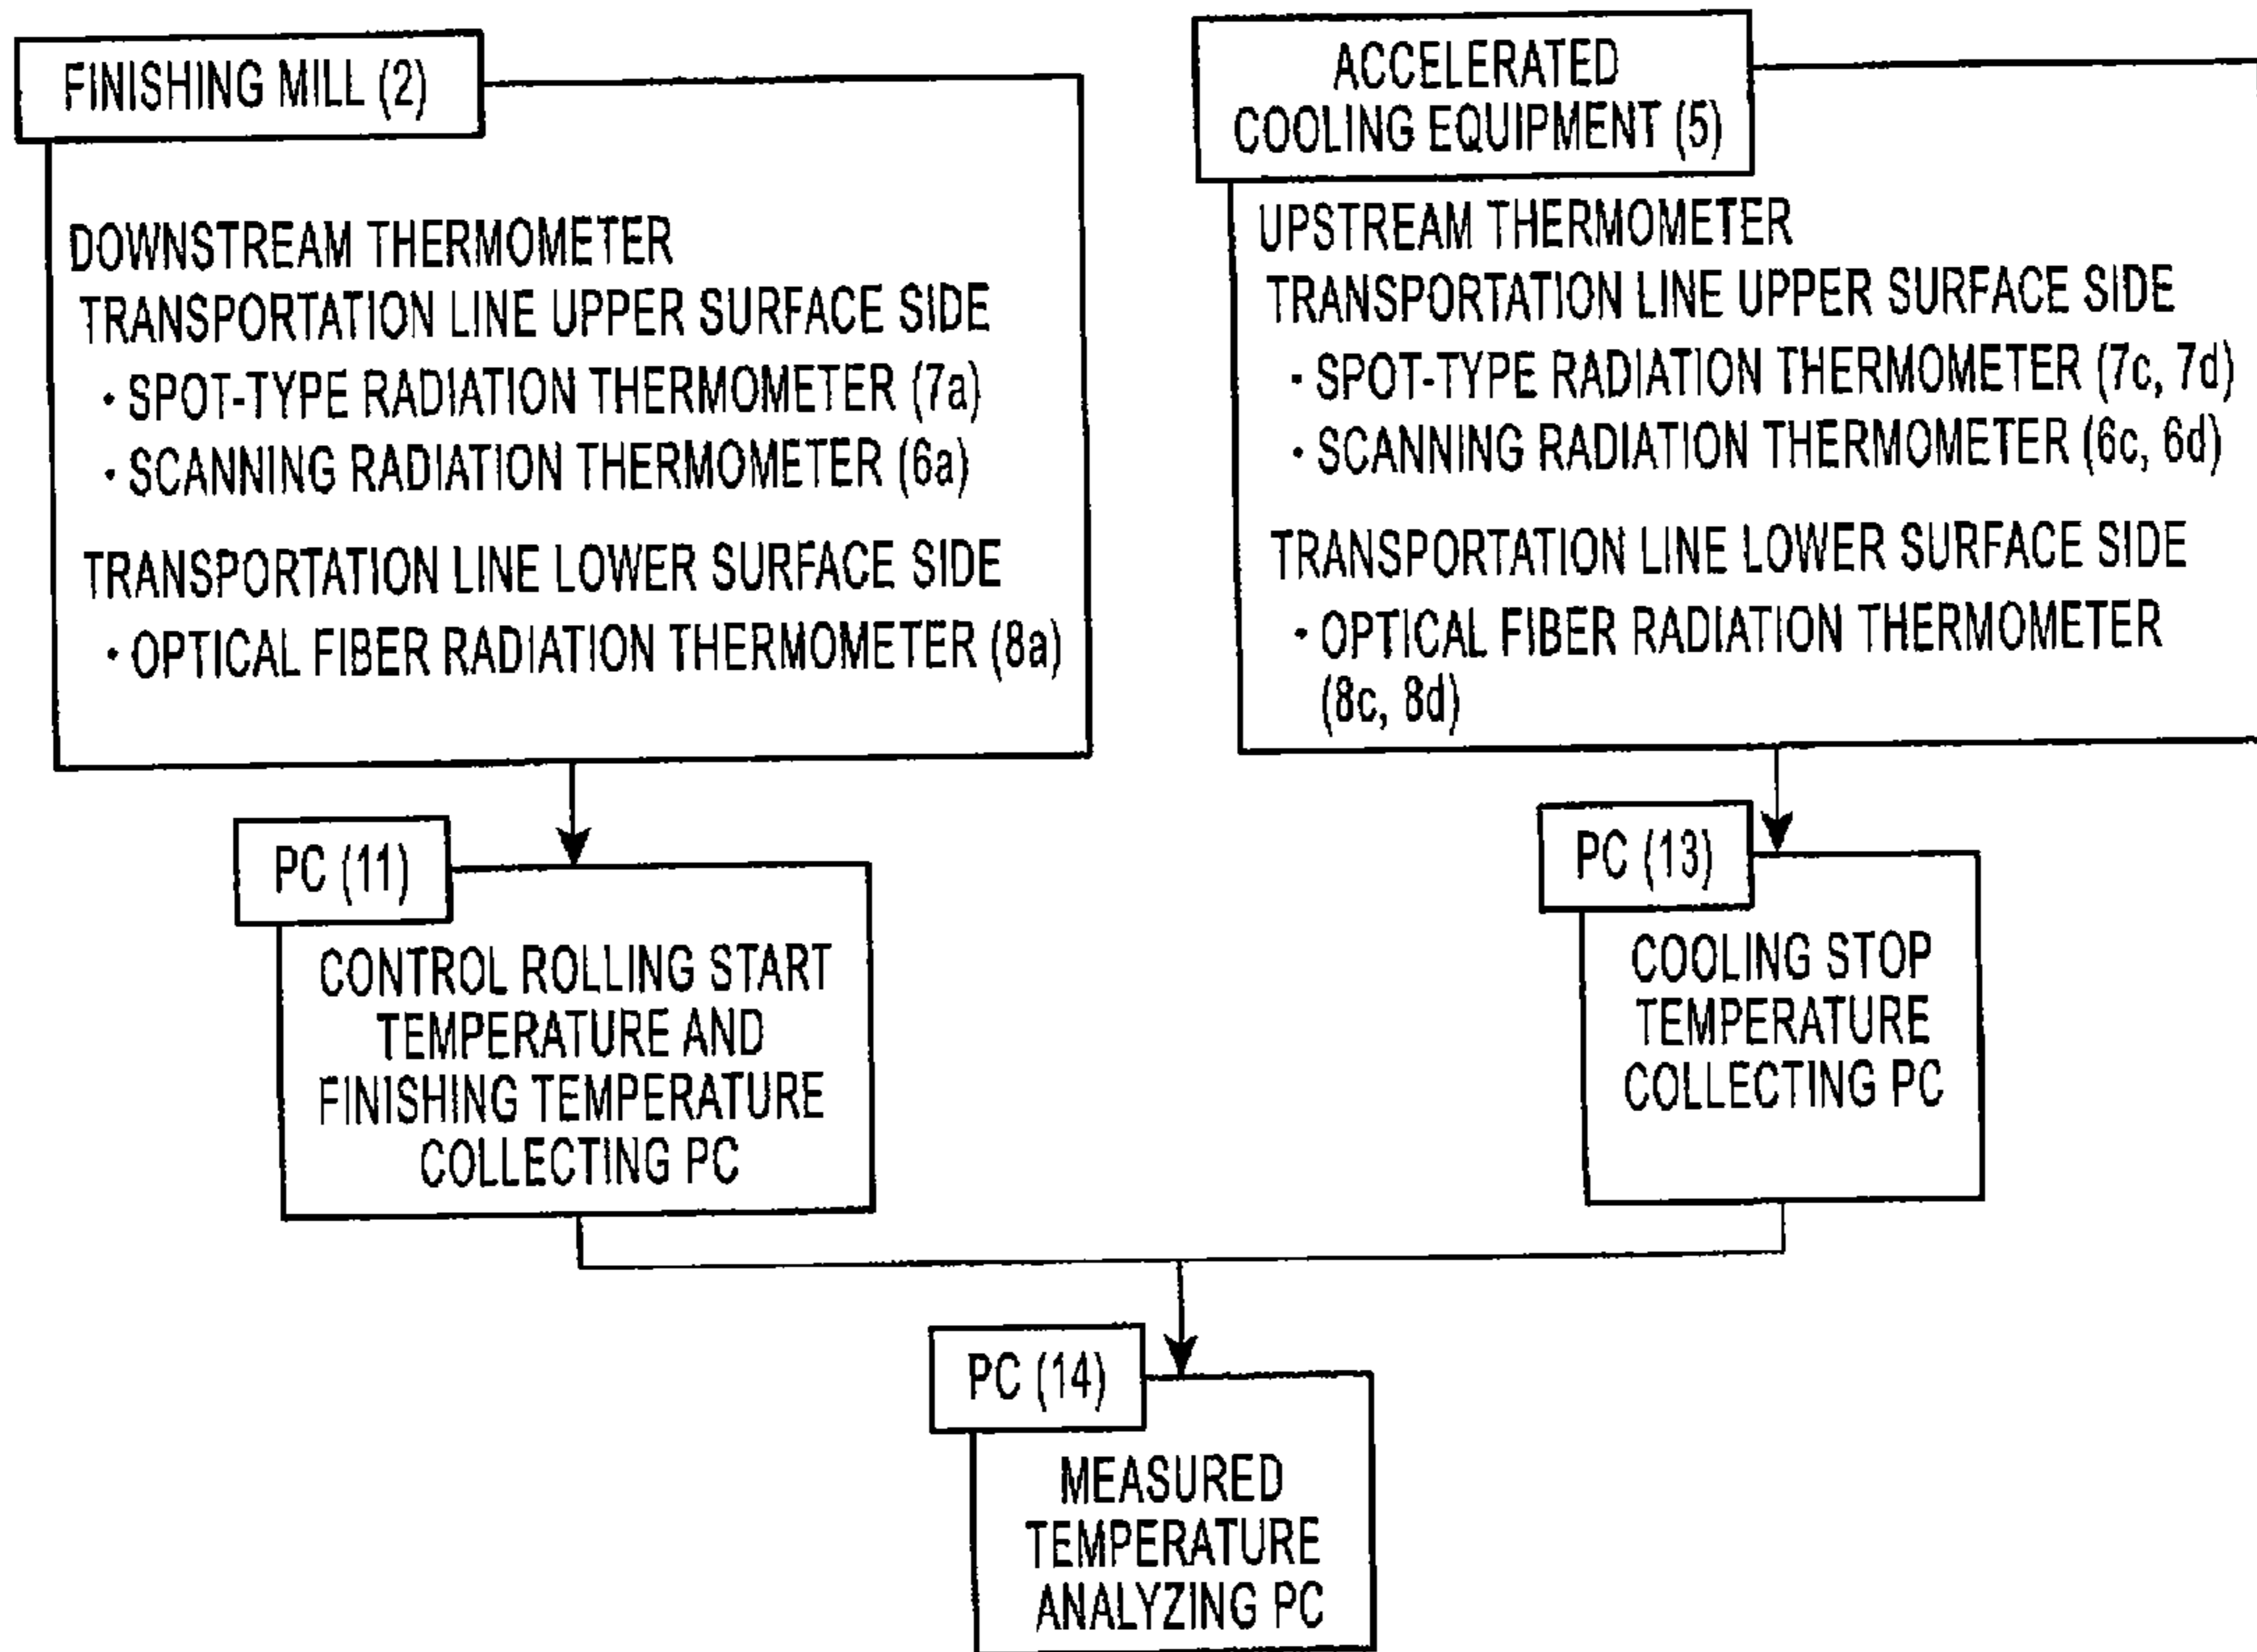 FINISHING MILL (2)
DOWNSTREAM THERMOMETER
TRANSPORTATION LINE UPPER SURFACE SIDE
· SPOT-TYPE RADIATION THERMOMETER (7a)
· SCANNING RADIATION THERMOMETER (6a)
TRANSPORTATION LINE LOWER SURFACE SIDE
· OPTICAL FIBER RADIATION THERMOMETER (8a)
ACCELERATED
COOLING EQUIPMENT (5)
UPSTREAM THERMOMETER
TRANSPORTATION LINE UPPER SURFACE SIDE
· SPOT-TYPE RADIATION THERMOMETER (7c, 7d)
· SCANNING RADIATION THERMOMETER (6c, 6d)
TRANSPORTATION LINE LOWER SURFACE SIDE
· OPTICAL FIBER RADIATION THERMOMETER
(8c, 8d)
PC (11)
CONTROL ROLLING START
TEMPERATURE AND
FINISHING TEMPERATURE
COLLECTING PC
PC (13)
COOLING STOP
TEMPERATURE
COLLECTING PC
PC (14)
MEASURED
TEMPERATURE
ANALYZING PC